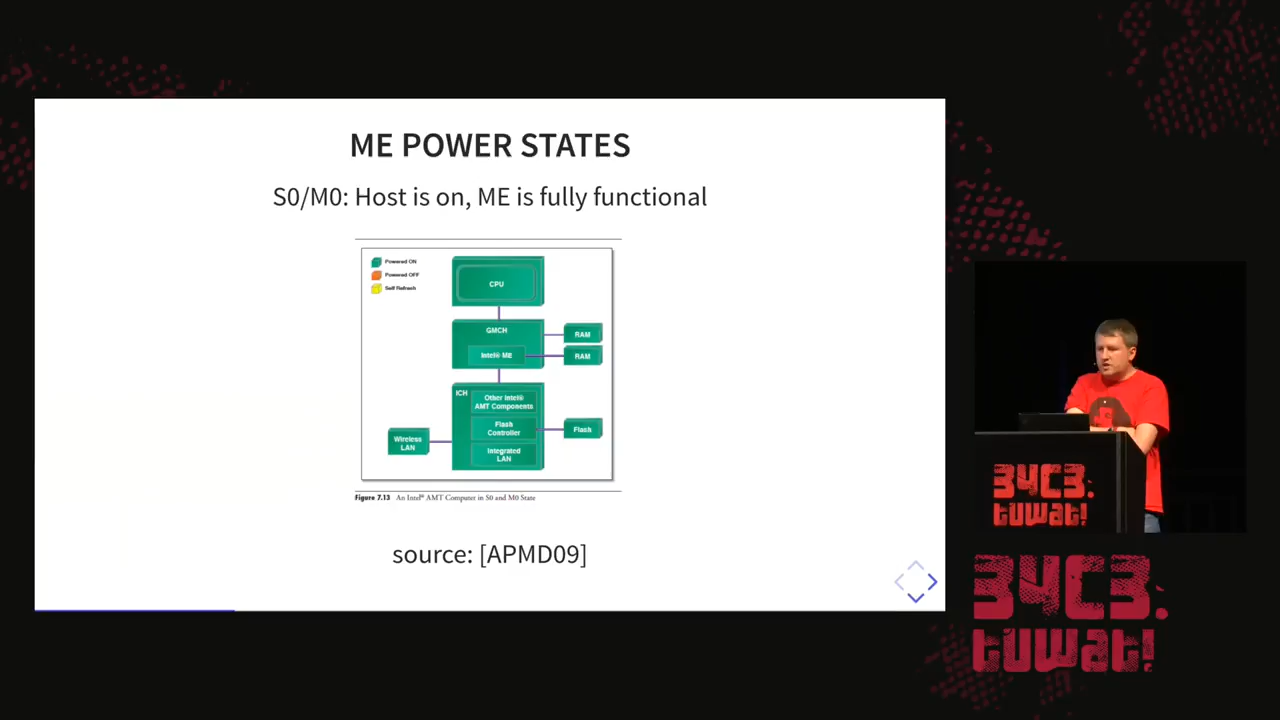 ME POWER STATES
S0/M0: Host is on, ME is fully functional
Powered ON
Powered OFF
Self Refresh
CPU
GMCH
RAM
Intel® ME
RAM
ICH
Other Intel®
AMT Components
Flash
Controller
Flash
Wireless
LAN
Integrated
LAN
Figure 7.13 An Intel® AMT Computer in S0 and M0 State
source: [APMD09]
34C3.
tuwat!
34C3.
tuwat!